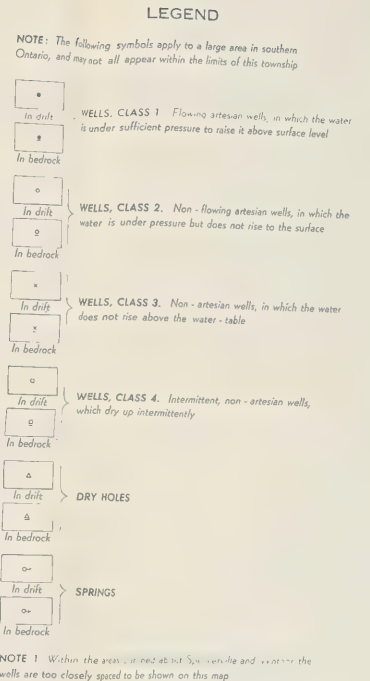 LEGEND
NOTE: The following symbols apply to a large area in southern
Ontario, and may not all appear within the limits of this township
In drift
WELLS, CLASS 1 Flowing artesian wells, in which the water
is under sufficient pressure to raise it above surface level
In bedrock
In drift
WELLS, CLASS 2. Non - flowing artesian wells, in which the
water is under pressure but does not rise to the surface
In bedrock
In drift
WELLS, CLASS 3. Non - artesian wells, in which the water
does not rise above the water - table
In bedrock
In drift
WELLS, CLASS 4. Intermittent, non - artesian wells,
which dry up intermittently
In bedrock
In drift
DRY HOLES
In bedrock
In drift
SPRINGS
In bedrock
NOTE 1 Within the areas about and the
wells are too closely spaced to be shown on this map